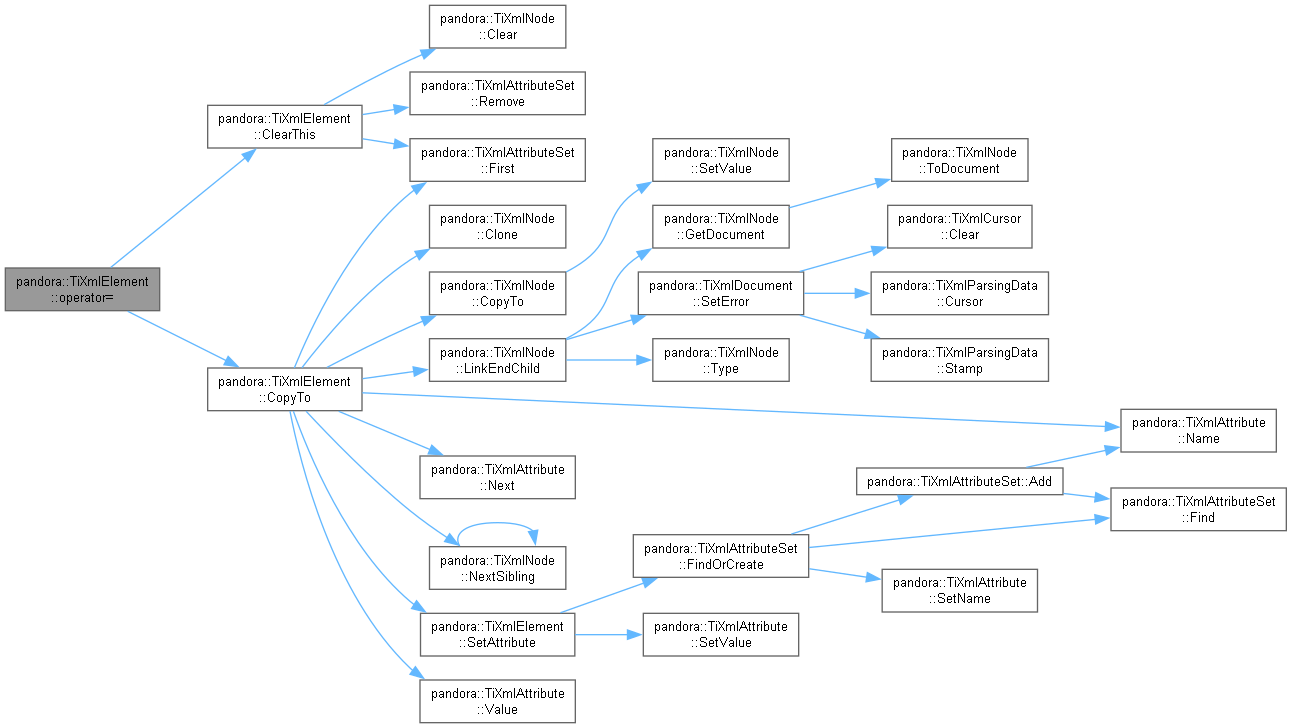 pandora::TiXmlNode
::Clear
pandora::TiXmlAttributeSet
::Remove
pandora::TiXmlElement
::ClearThis
pandora::TiXmlAttributeSet
::First
pandora::TiXmlNode
::SetValue
pandora::TiXmlNode
::ToDocument
pandora::TiXmlNode
::Clone
pandora::TiXmlNode
::GetDocument
pandora::TiXmlCursor
::Clear
pandora::TiXmlElement
::operator=
pandora::TiXmlNode
::CopyTo
pandora::TiXmlDocument
::SetError
pandora::TiXmlParsingData
::Cursor
pandora::TiXmlNode
::LinkEndChild
pandora::TiXmlNode
::Type
pandora::TiXmlParsingData
::Stamp
pandora::TiXmlElement
::CopyTo
pandora::TiXmlAttribute
::Name
pandora::TiXmlAttribute
::Next
pandora::TiXmlAttributeSet::Add
pandora::TiXmlAttributeSet
::Find
pandora::TiXmlNode
::NextSibling
pandora::TiXmlAttributeSet
::FindOrCreate
pandora::TiXmlAttribute
::SetName
pandora::TiXmlElement
::SetAttribute
pandora::TiXmlAttribute
::SetValue
pandora::TiXmlAttribute
::Value